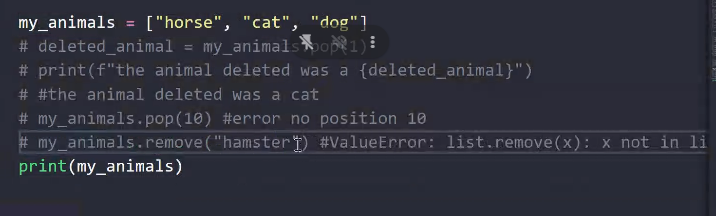 my_animals = ["horse", "cat", "dog"]
# deleted_animal = my_animals.pop(1)
# print(f"the animal deleted was a {deleted_animal}")
# #the animal deleted was a cat
# my_animals.pop(10) #error no position 10
# my_animals.remove("hamster") #ValueError: list.remove(x): x not in li
print(my_animals)